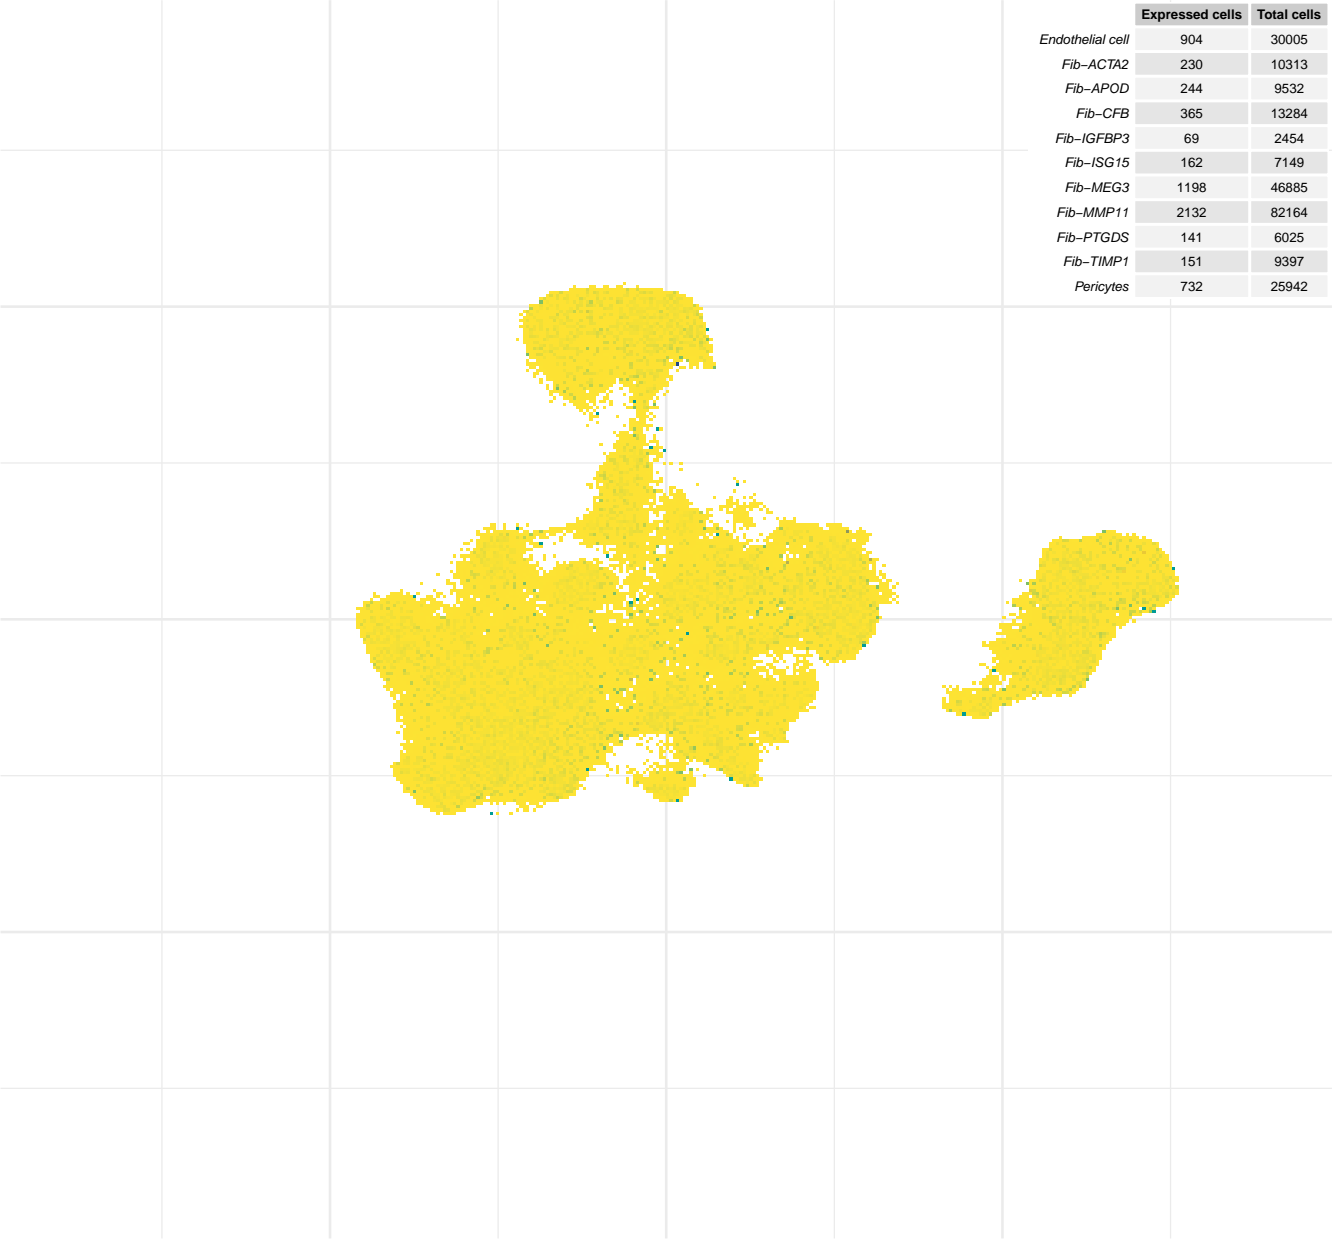 Expressed cells Total cells
Endothelial cell 904 30005
Fib−ACTA2 230 10313
Fib−APOD 244 9532
Fib−CFB 365 13284
Fib−IGFBP3 69 2454
Fib−ISG15 162 7149
Fib−MEG3 1198 46885
Fib−MMP11 2132 82164
Fib−PTGDS 141 6025
Fib−TIMP1 151 9397
Pericytes 732 25942